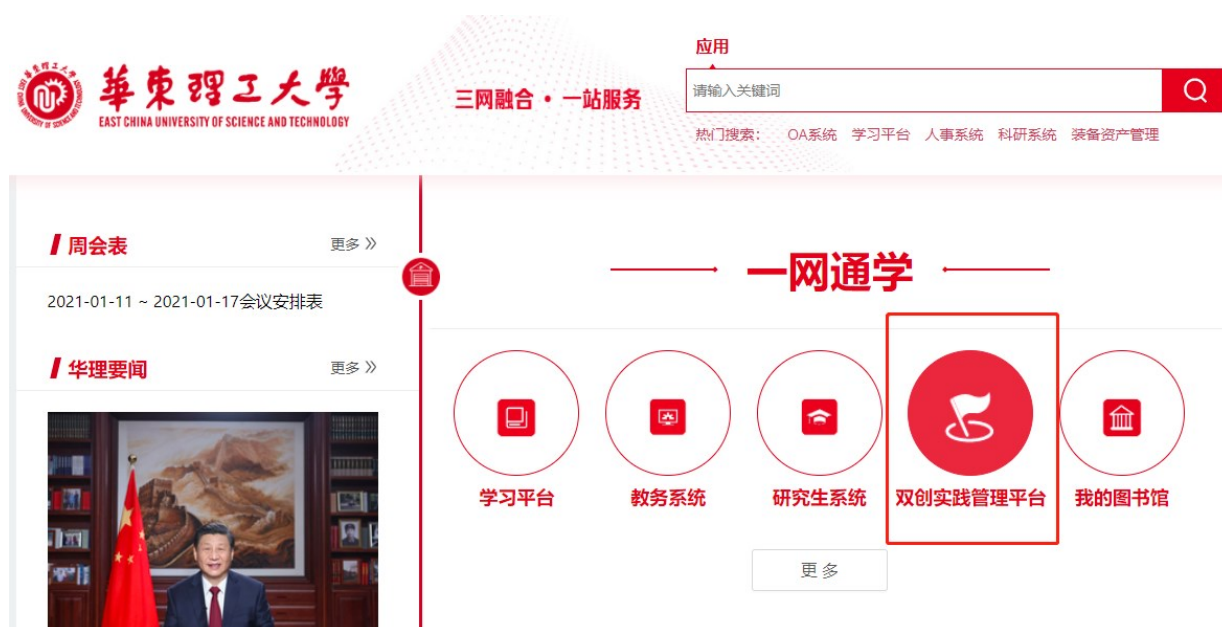 華東理工大學
EAST CHINA UNIVERSITY OF SCIENCE AND TECHNOLOGY
三网融合・一站服务
应用
请输入关键词
热门搜索： OA系统 学习平台 人事系统 科研系统 装备资产管理
周会表 更多 》
2021-01-11 ~ 2021-01-17会议安排表
华理要闻 更多 》
一网通学
学习平台 教务系统 研究生系统 双创实践管理平台 我的图书馆
更多